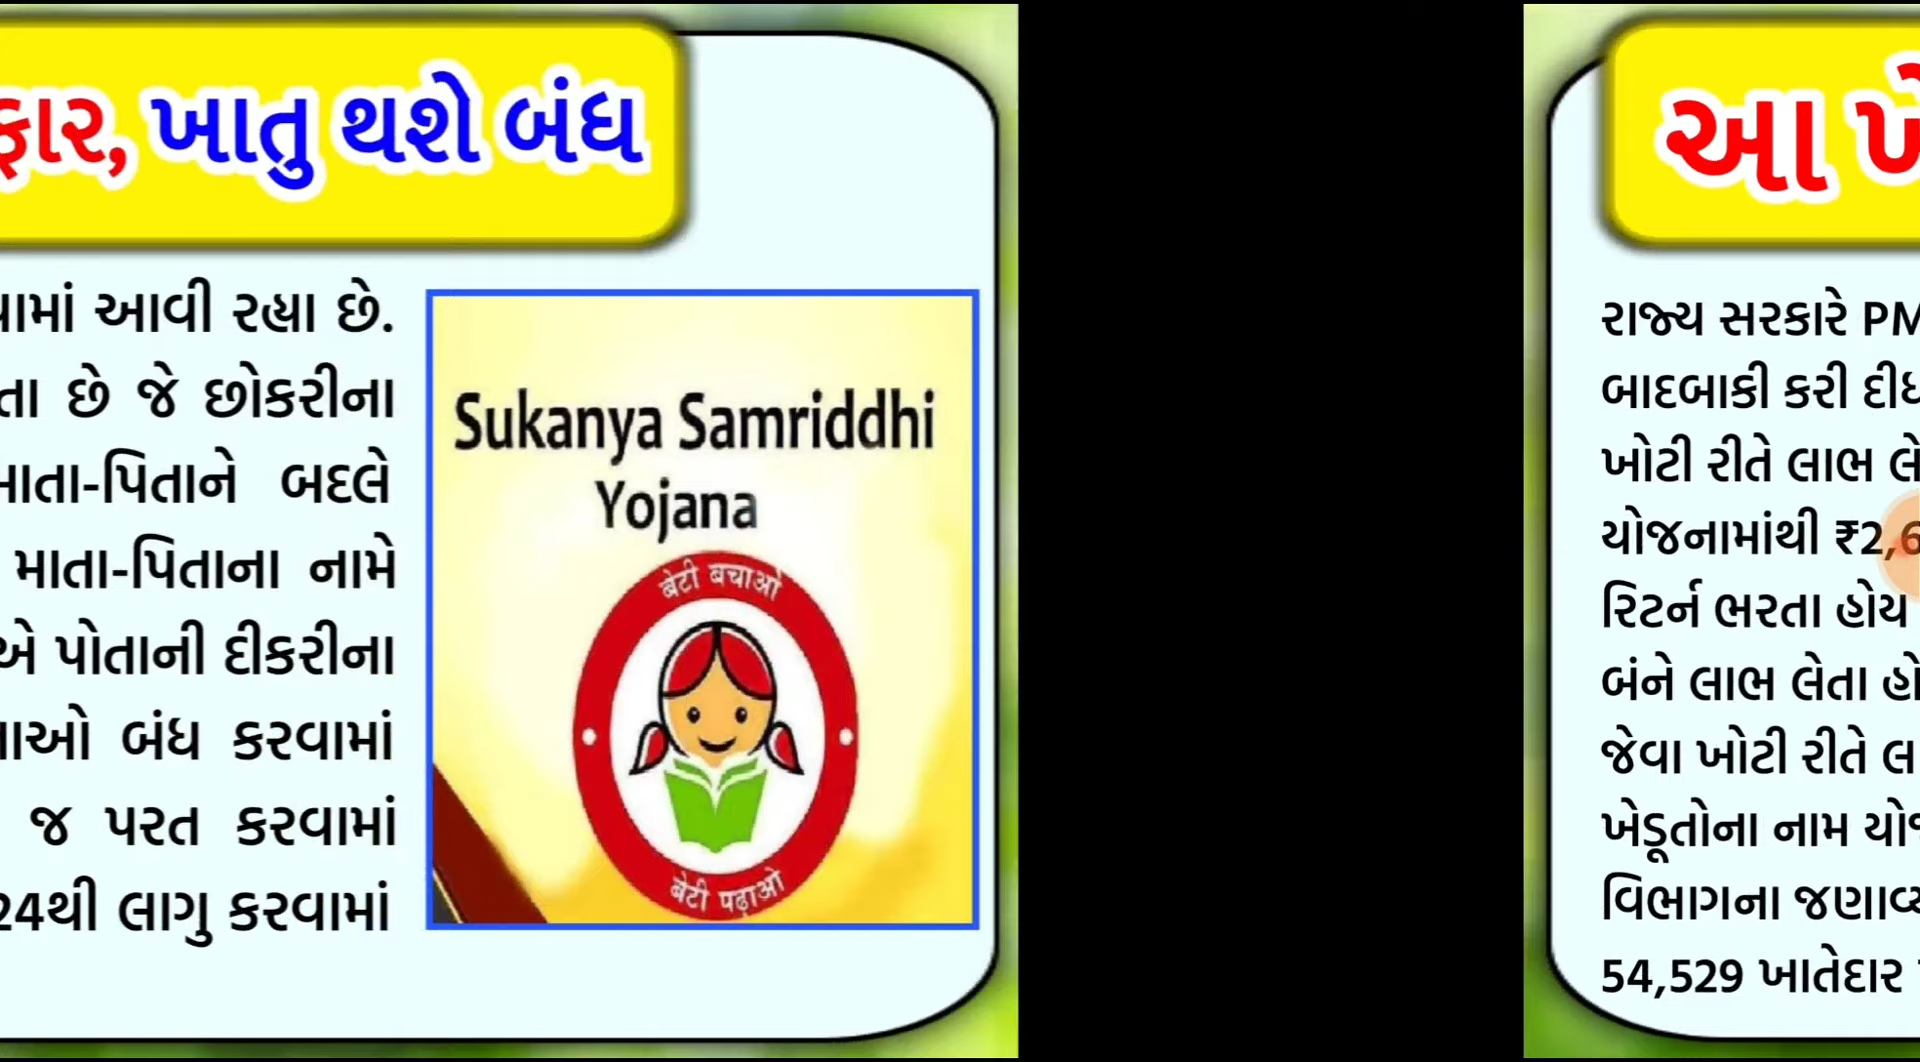 ખાતુ થશે બંધ
આવી રહ્યા છે.
છે જે છોકરીના
માતા-પિતાને બદલે
માતા-પિતાના નામે
પોતાની દીકરીના
બંધ કરવામાં
જ પરત કરવામાં
24થી લાગુ કરવામાં
Sukanya Samriddhi
Yojana
बेटी बचाओ
बेटी पढ़ाओ
આ
રાજ્ય સરકારે PM
બાદબાકી કરી
ખોટી રીતે લાભ
યોજનામાંથી ₹2,6
રિટર્ન ભરતા હોય
બંને લાભ લેતા
જેવા ખોટી રીતે
ખેડૂતોના નામ
વિભાગના
54,529 ખાતેદાર